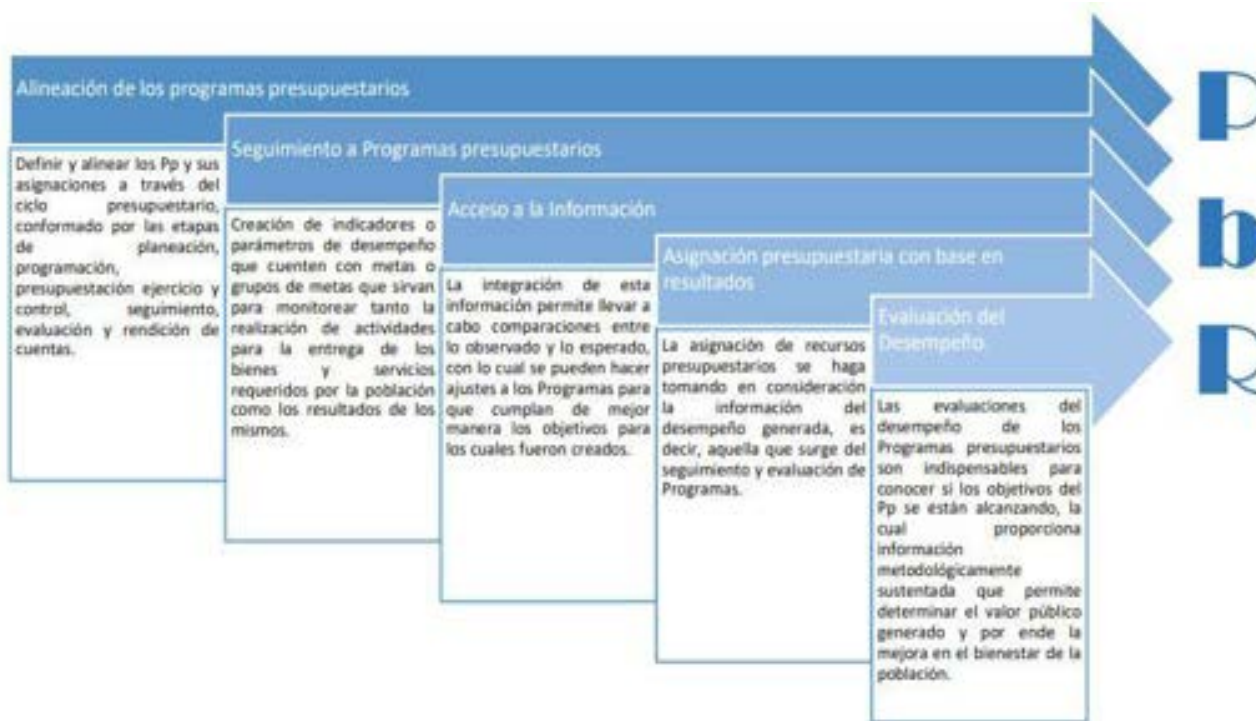 Alineación de los programas presupuestarios
Definir y alinear los Pp y sus
asignaciones a través del
ciclo presupuestario,
conformado por las etapas
de planeación,
programación,
presupuestación ejercicio y
control, seguimiento,
evaluación y rendición de
cuentas.
Seguimiento a Programas presupuestarios
Creación de indicadores o
parámetros de desempeño
que cuenten con metas o
grupos de metas que sirvan
para monitorear tanto la
realización de actividades
para la entrega de los
bienes y servicios
requeridos por la población
como los resultados de los
mismos.
Acceso a la Información
La integración de esta
información permite llevar a
cabo comparaciones entre
lo observado y lo esperado,
con lo cual se pueden hacer
ajustes a los Programas para
que cumplan de mejor
manera los objetivos para
los cuales fueron creados.
Asignación presupuestaria con base en
resultados
La asignación de recursos
presupuestarios se haga
tomando en consideración
la información del
desempeño generada, es
decir, aquella que surge del
seguimiento y evaluación de
Programas.
Evaluación del
Desempeño
Las evaluaciones del
desempeño de los
Programas presupuestarios
son indispensables para
conocer si los objetivos del
Pp se están alcanzando, la
cual proporciona
información
metodológicamente
sustentada que permite
determinar el valor público
generado y por ende la
mejora en el bienestar de la
población.
P
b
R